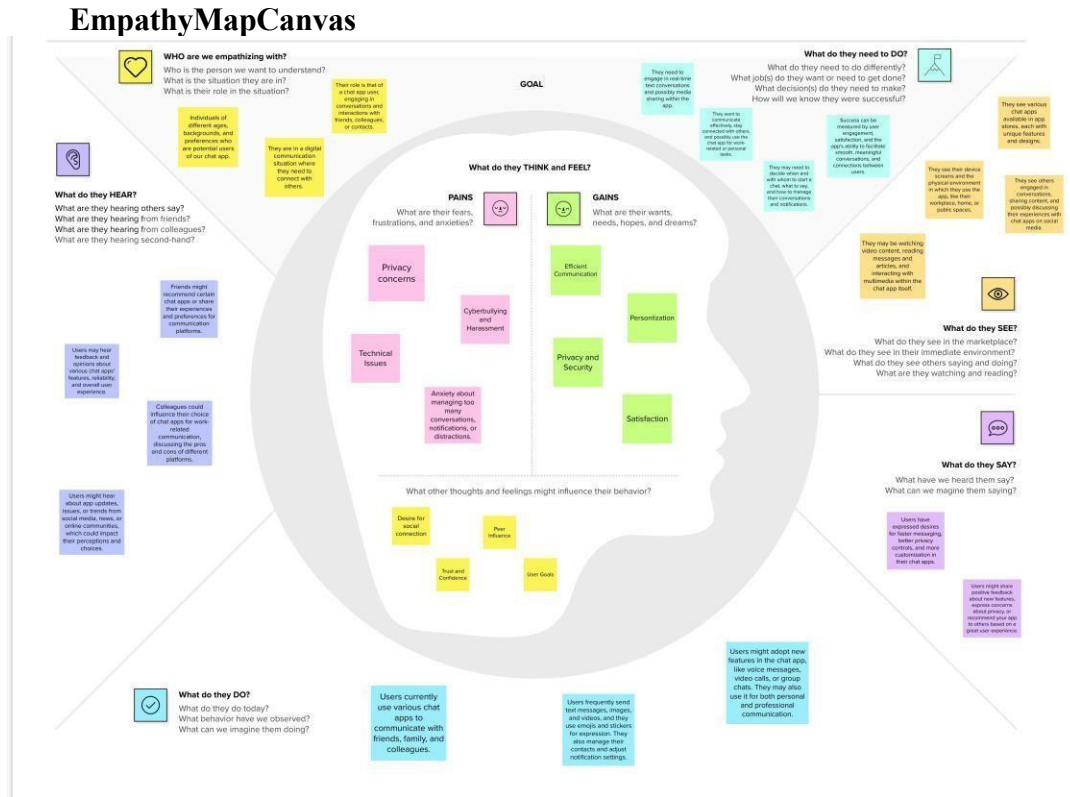 EmpathyMapCanvas
WHO are we empathizing with?
Who is the person we want to understand?
What is the situation they are in?
What is their role in the situation?
Individuals of
different ages,
backgrounds, and
preferences who
are potential users
of our chat app.
They are in a digital
communication
situation where
they need to
connect with
others.
Their role is that of
a chat app user,
engaging in
conversations and
interactions with
friends, colleagues,
or contacts.
GOAL
What do they need to DO?
What do they need to do differently?
What job(s) do they want or need to get done?
What decision(s) do they need to make?
How will we know they were successful?
They need to
engage in real-time
text conversations
and possibly media
sharing within the
app.
They want to
communicate
effectively, stay
connected with others,
and possibly use the
chat app for work-
related or personal
tasks.
They may need to
decide when and
with whom to start a
chat, what to say,
and how to manage
their conversations
and notifications.
Success can be
measured by user
engagement,
satisfaction, and the
app's ability to facilitate
smooth, meaningful
conversations, and
connections between
users.
They see various
chat apps
available in app
stores, each with
unique features
and designs.
They see their device
screens and the
physical environment
in which they use the
app, like their
workplace, home, or
public spaces.
They see others
engaged in
conversations,
sharing content, and
possibly discussing
their experiences with
chat apps on social
media.
They may be watching
video content, reading
messages and
articles, and
interacting with
multimedia within the
chat app itself.
What do they SEE?
What do they see in the marketplace?
What do they see in their immediate environment?
What do they see others saying and doing?
What are they watching and reading?
What do they HEAR?
What are they hearing others say?
What are they hearing from friends?
What are they hearing from colleagues?
What are they hearing second-hand?
Friends might
recommend certain
chat apps or share
their experiences
and preferences for
communication
platforms.
Users may hear
feedback and
opinions about
various chat apps'
features, reliability,
and overall user
experience.
Colleagues could
influence their choice
of chat apps for work-
related
communication,
discussing the pros
and cons of different
platforms.
Users might hear
about app updates,
issues, or trends from
social media, news, or
online communities,
which could impact
their perceptions and
choices.
What do they THINK and FEEL?
PAINS
What are their fears,
frustrations, and anxieties?
Privacy
concerns
Cyberbullying
and
Harassment
Technical
Issues
Anxiety about
managing too
many
conversations,
notifications, or
distractions.
GAINS
What are their wants,
needs, hopes, and dreams?
Efficient
Communication
Persontization
Privacy and
Security
Satisfaction
What other thoughts and feelings might influence their behavior?
Desire for
social
connection
Peer
Influence
Trust and
Confidence
User Goals
What do they SAY?
What have we heard them say?
What can we magine them saying?
Users have
expressed desires
for faster messaging,
better privacy
controls, and more
customization in
their chat apps.
Users might share
positive feedback
about new features,
express concerns
about privacy, or
recommend your app
to others based on a
great user experience.
What do they DO?
What do they do today?
What behavior have we observed?
What can we imagine them doing?
Users currently
use various chat
apps to
communicate with
friends, family, and
colleagues.
Users frequently send
text messages, images,
and videos, and they
use emojis and stickers
for expression. They
also manage their
contacts and adjust
notification settings.
Users might adopt new
features in the chat app,
like voice messages,
video calls, or group
chats. They may also
use it for both personal
and professional
communication.